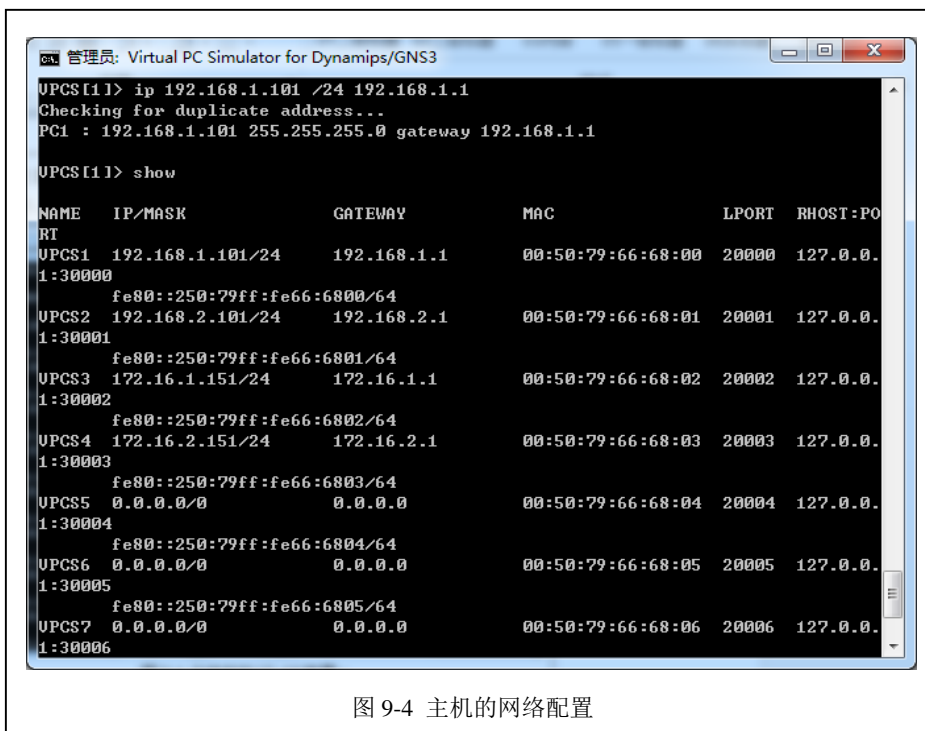 管理员: Virtual PC Simulator for Dynamips/GNS3
VPCS[1]> ip 192.168.1.101 /24 192.168.1.1
Checking for duplicate address...
PC1 : 192.168.1.101 255.255.255.0 gateway 192.168.1.1
VPCS[1]> show
NAME IP/MASK GATEWAY MAC LPORT RHOST:PO
RT
VPCS1 192.168.1.101/24 192.168.1.1 00:50:79:66:68:00 20000 127.0.0.
1:30000
fe80::250:79ff:fe66:6800/64
VPCS2 192.168.2.101/24 192.168.2.1 00:50:79:66:68:01 20001 127.0.0.
1:30001
fe80::250:79ff:fe66:6801/64
VPCS3 172.16.1.151/24 172.16.1.1 00:50:79:66:68:02 20002 127.0.0.
1:30002
fe80::250:79ff:fe66:6802/64
VPCS4 172.16.2.151/24 172.16.2.1 00:50:79:66:68:03 20003 127.0.0.
1:30003
fe80::250:79ff:fe66:6803/64
VPCS5 0.0.0.0/0 0.0.0.0 00:50:79:66:68:04 20004 127.0.0.
1:30004
fe80::250:79ff:fe66:6804/64
VPCS6 0.0.0.0/0 0.0.0.0 00:50:79:66:68:05 20005 127.0.0.
1:30005
fe80::250:79ff:fe66:6805/64
VPCS7 0.0.0.0/0 0.0.0.0 00:50:79:66:68:06 20006 127.0.0.
1:30006
图 9-4 主机的网络配置